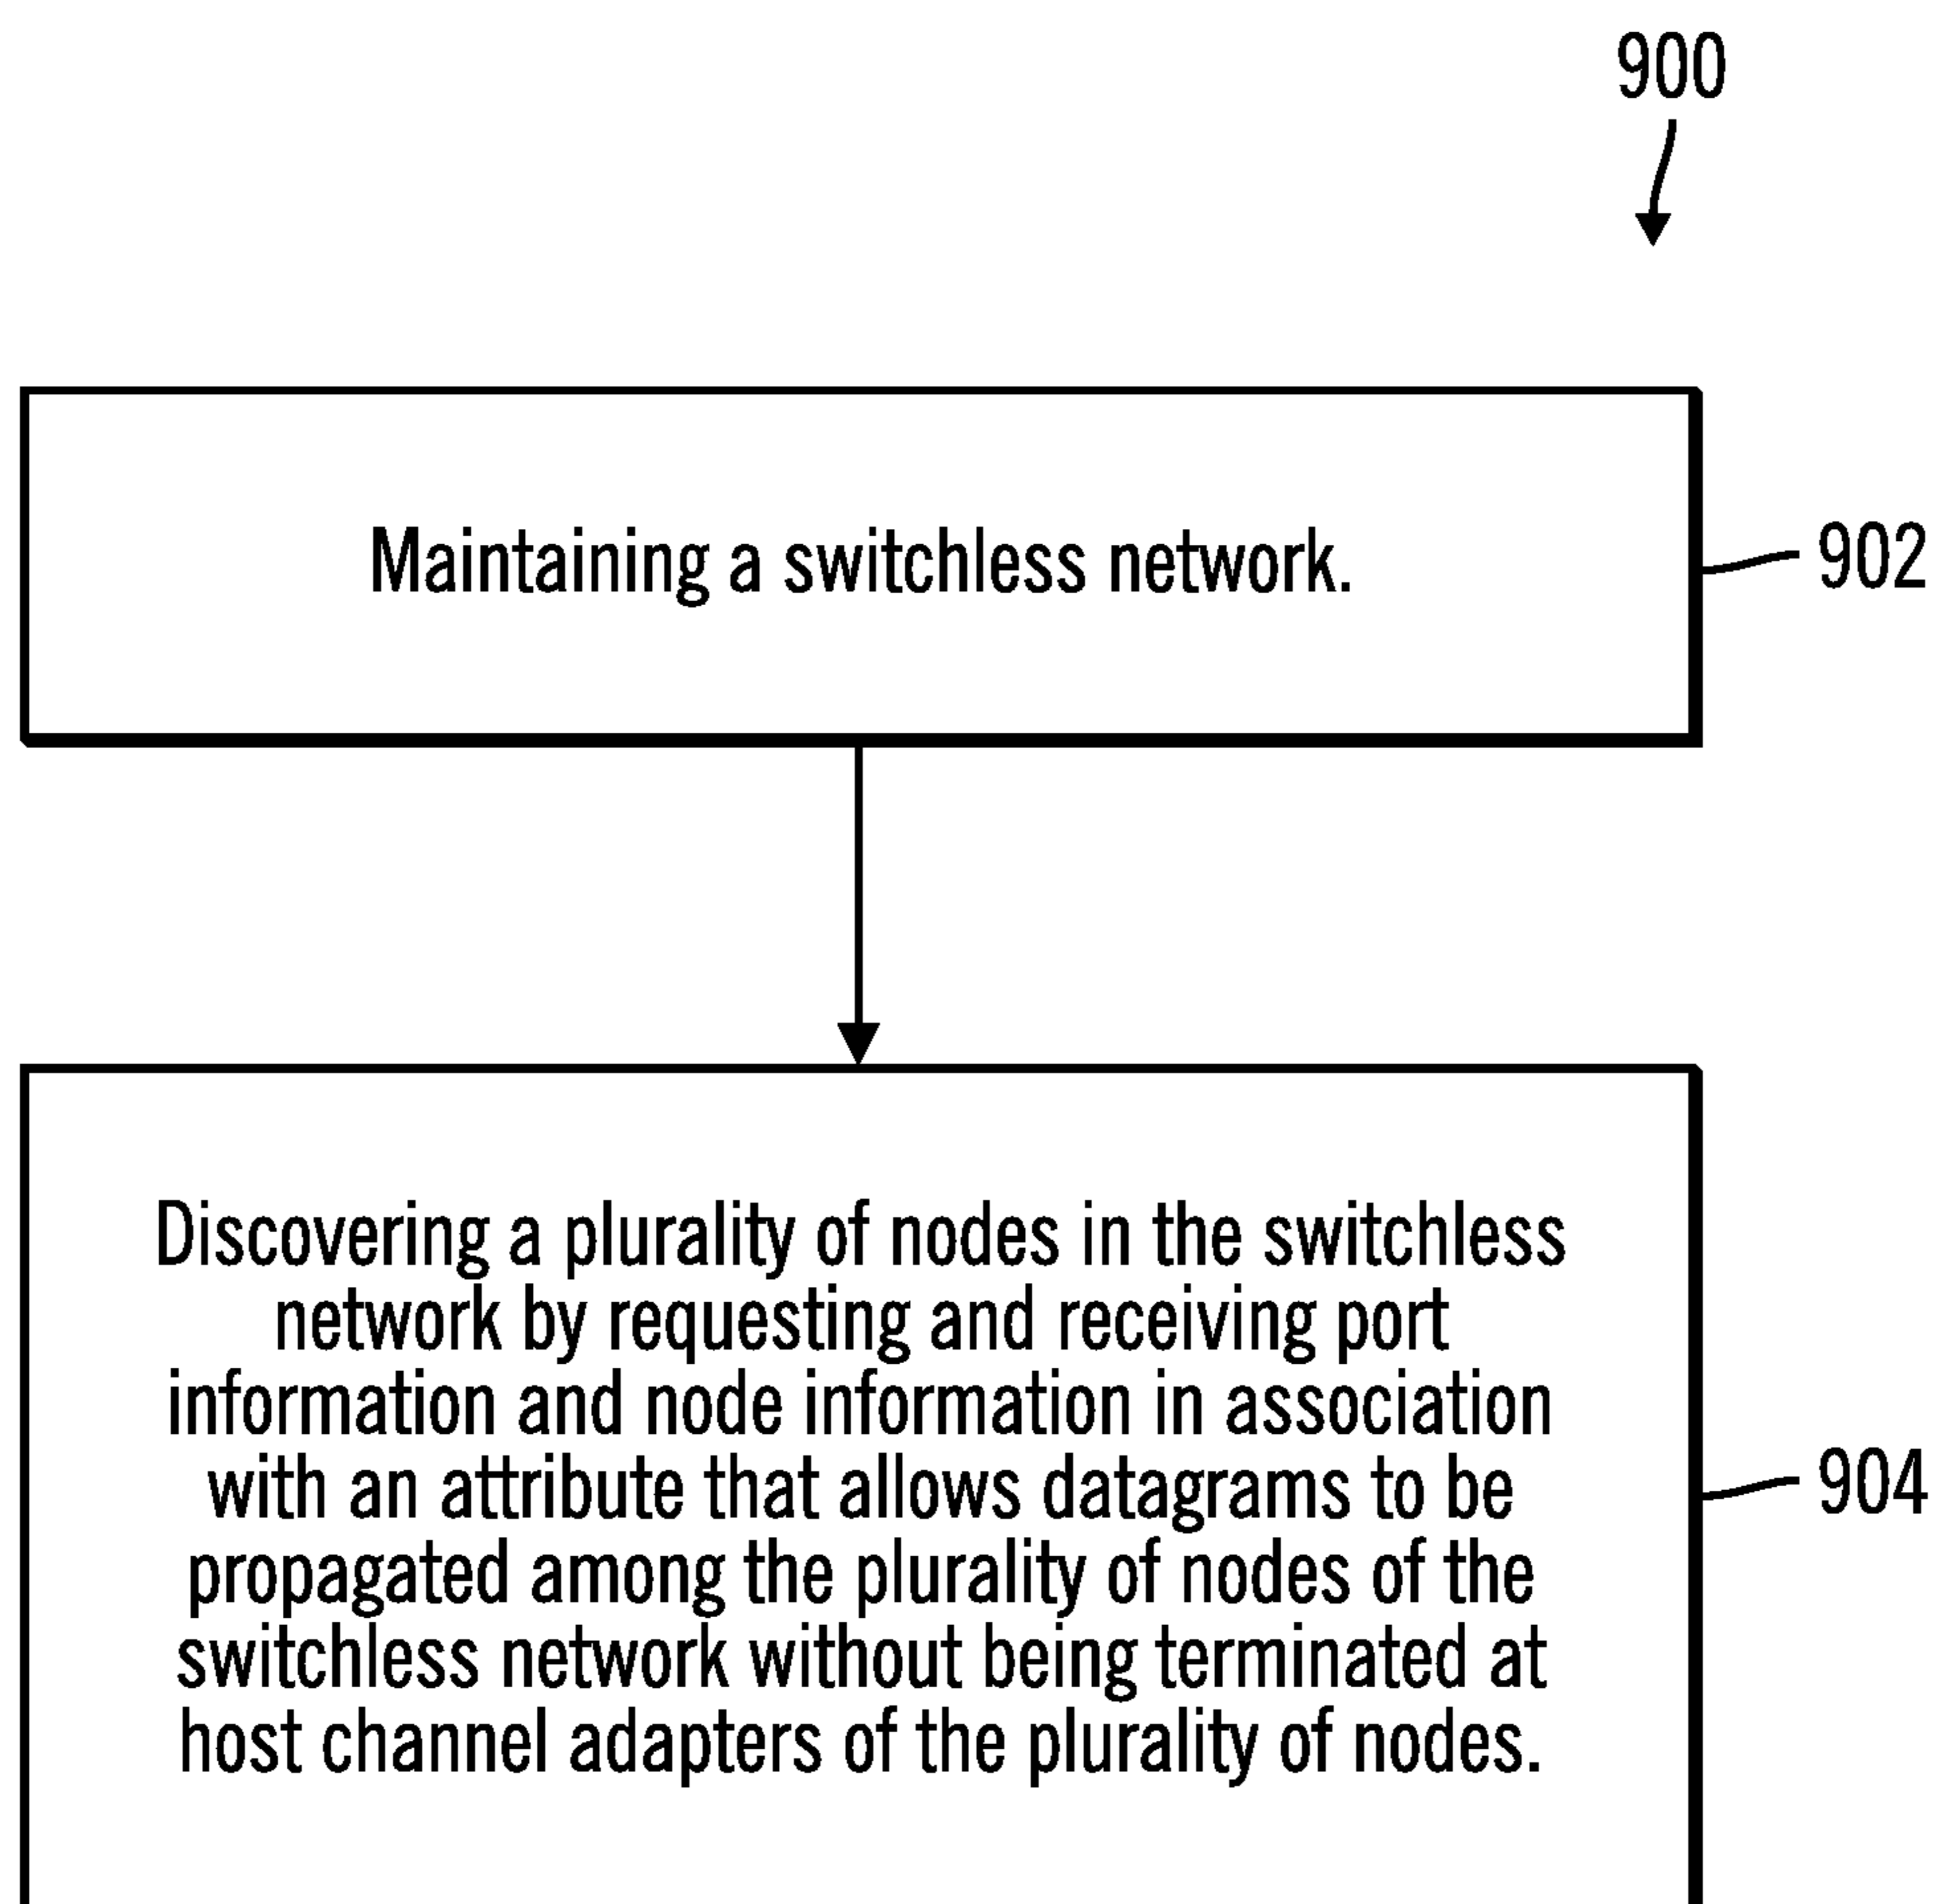 900
Maintaining a switchless network.
902
Discovering a plurality of nodes in the switchless
network by requesting and receiving port
information and node information in association
with an attribute that allows datagrams to be
904
propagated among the plurality of nodes of the
switchless network without being terminated at
host channel adapters of the plurality of nodes.